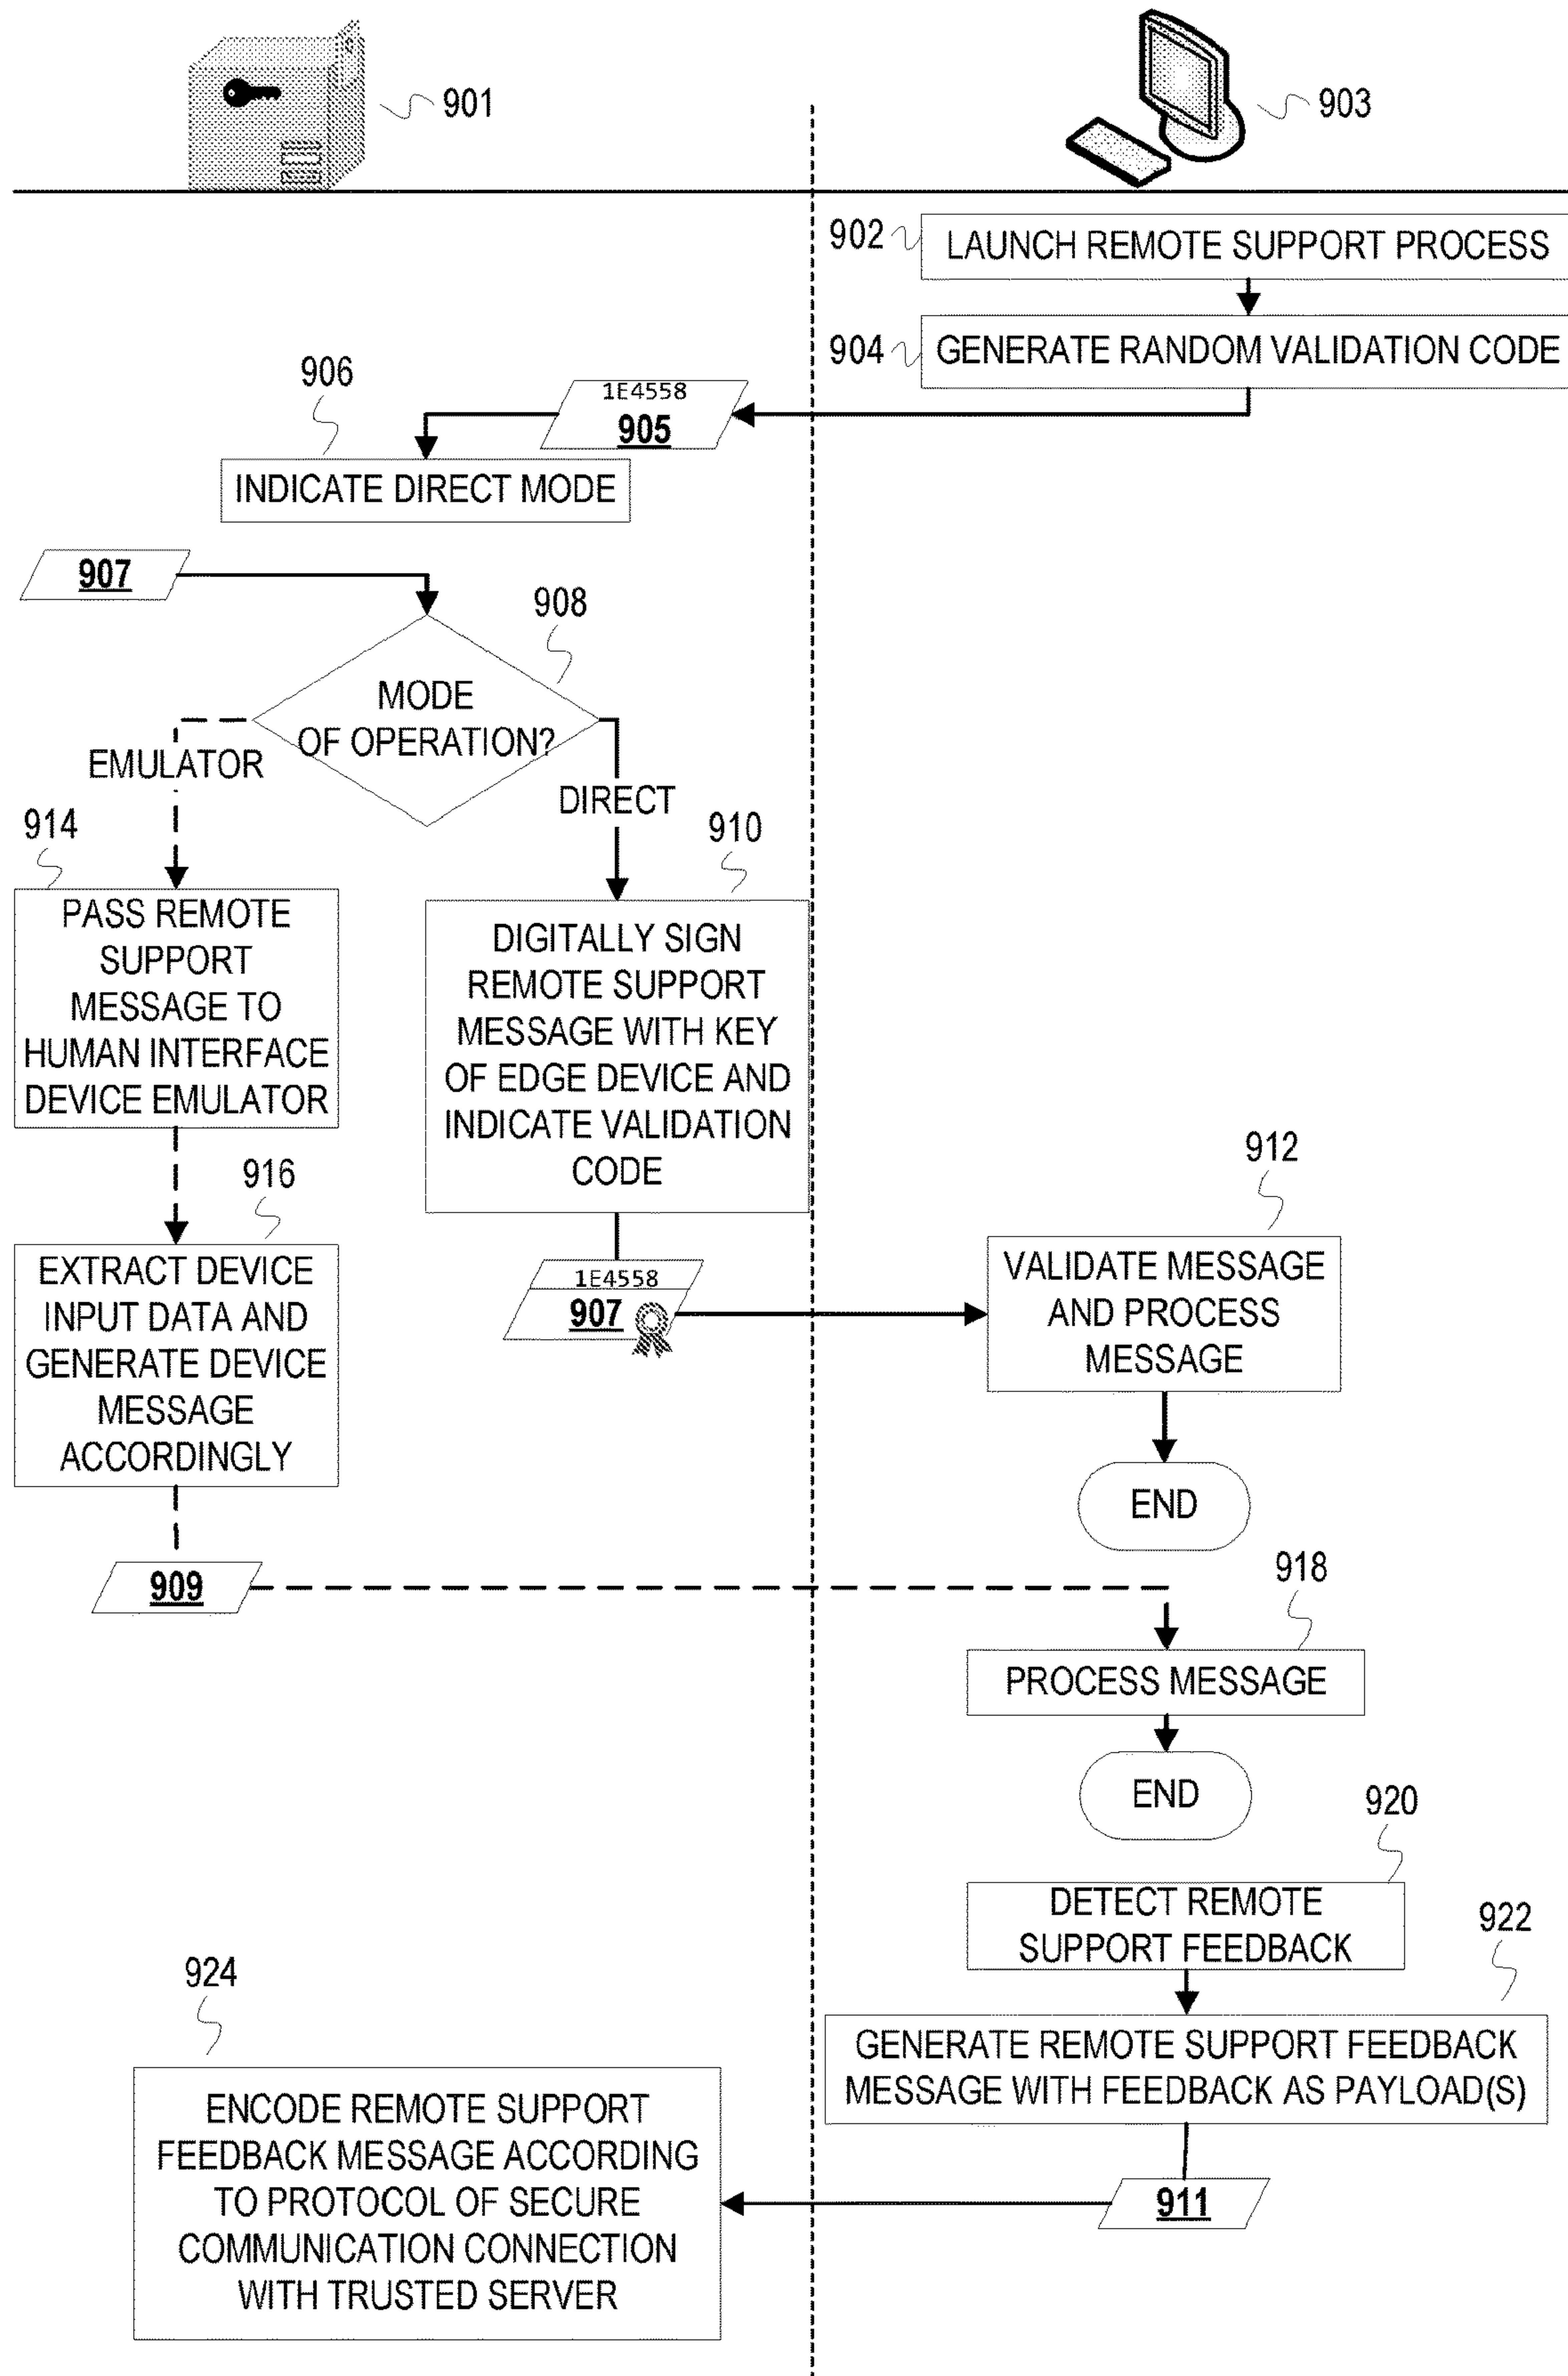 901
903
902
LAUNCH REMOTE SUPPORT PROCESS
904
GENERATE RANDOM VALIDATION CODE
906
1E4558
905
INDICATE DIRECT MODE
907
908
MODE
OF OPERATION?
EMULATOR
DIRECT
914
910
PASS REMOTE
SUPPORT
MESSAGE TO
HUMAN INTERFACE
DEVICE EMULATOR
DIGITALLY SIGN
REMOTE SUPPORT
MESSAGE WITH KEY
OF EDGE DEVICE AND
INDICATE VALIDATION
CODE
916
912
EXTRACT DEVICE
INPUT DATA AND
GENERATE DEVICE
MESSAGE
ACCORDINGLY
1E4558
907
VALIDATE MESSAGE
AND PROCESS
MESSAGE
END
909
918
PROCESS MESSAGE
END
920
DETECT REMOTE
SUPPORT FEEDBACK
922
GENERATE REMOTE SUPPORT FEEDBACK
MESSAGE WITH FEEDBACK AS PAYLOAD(S)
924
ENCODE REMOTE SUPPORT
FEEDBACK MESSAGE ACCORDING
TO PROTOCOL OF SECURE
COMMUNICATION CONNECTION
WITH TRUSTED SERVER
911